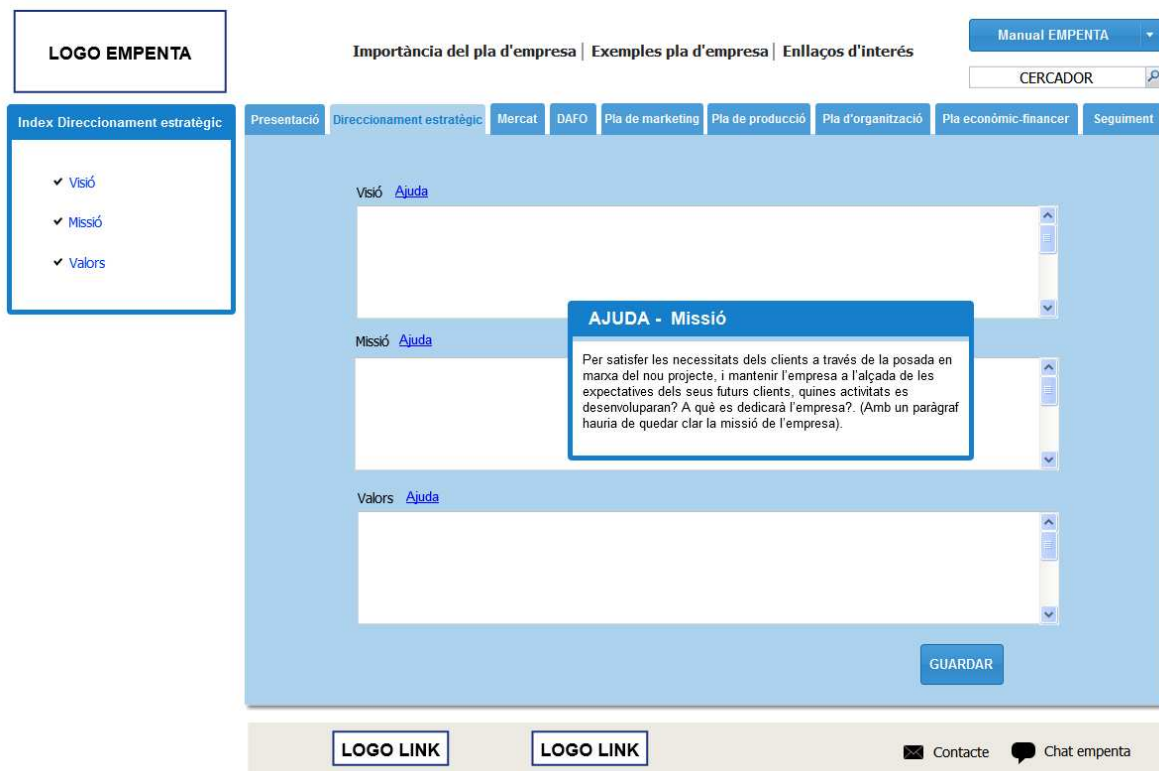 LOGO EMPENTA
Importància del pla d'empresa | Exemples pla d'empresa | Enllaços d'interés
Manual EMPENTA
CERCADOR
Index Direccionament estratègic
Visió
Missió
Valors
Presentació Direccionament estratègic Mercat DAFO Pla de marketing Pla de producció Pla d'organització Pla econòmic-financer Seguiment
Visió Ajuda
AJUDA - Missió
Per satisfer les necessitats dels clients a través de la posada en
marxa del nou projecte, i mantenir l'empresa a l'alçada de les
expectatives dels seus futurs clients, quines activitats es
desenvoluparan? A què es dedicarà l'empresa?. (Amb un paràgraf
hauria de quedar clar la missió de l'empresa).
Missió Ajuda
Valors Ajuda
GUARDAR
LOGO LINK
LOGO LINK
Contacte
Chat empenta